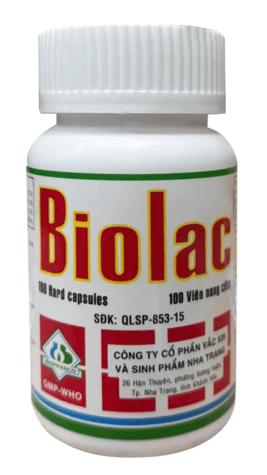 Biolac
100 Hard capsules 100 Viên nang cứng
SĐK: QLSP-853-15
CÔNG TY CỔ PHẦN VẮC XIN
VÀ SINH PHẨM NHA TRANG
26 Hàn Thuyên, phường Xương Huân,
Tp. Nha Trang, tỉnh Khánh hòa
BIOPHARCO
GMP-WHO